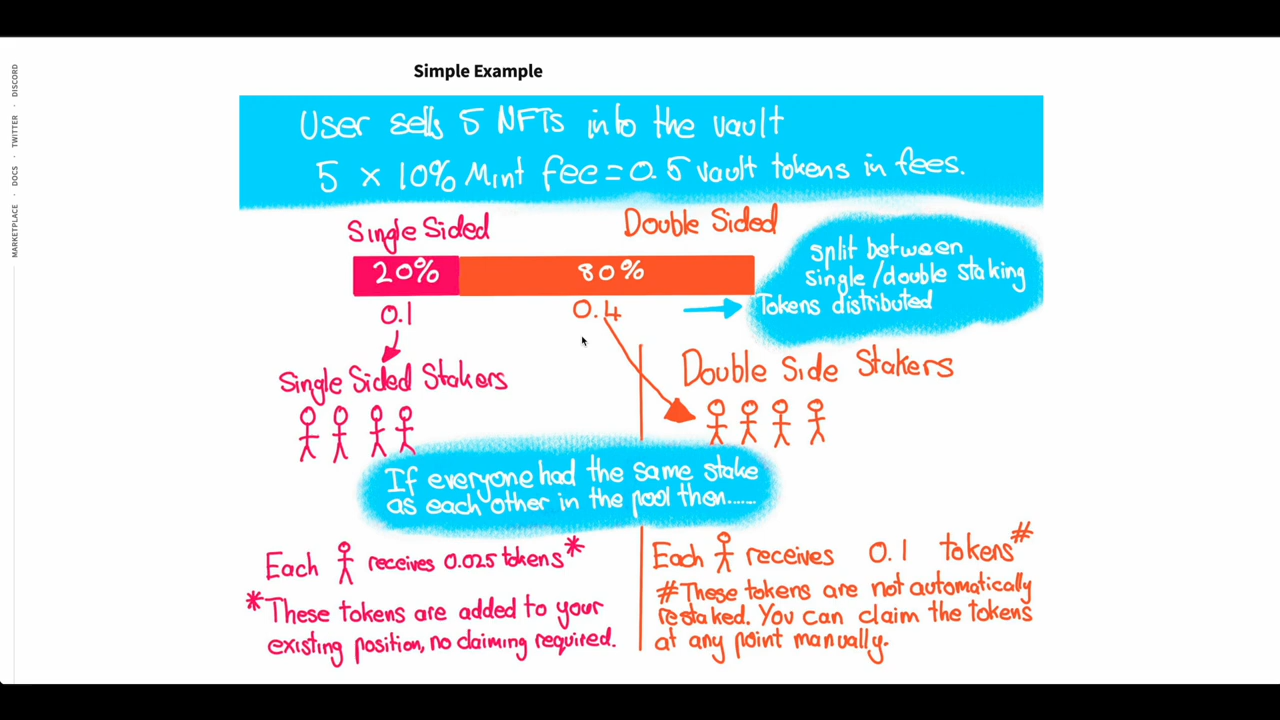 MARKETPLACE · DOCS · TWITTER · DISCORD
Simple Example
User sells 5 NFTs into the vault
5 x 10% Mint fee = 0.5 vault tokens in fees.
Single Sided
Double Sided
20%
80%
0.1
0.4
split between
single/double staking
Tokens distributed
Single Sided Stakers
Double Side Stakers
If everyone had the same stake
as each other in the pool then......
Each receives 0.025 tokens*
*These tokens are added to your
existing position, no claiming required.
Each receives 0.1 tokens#
#These tokens are not automatically
restaked. You can claim the tokens
at any point manually.